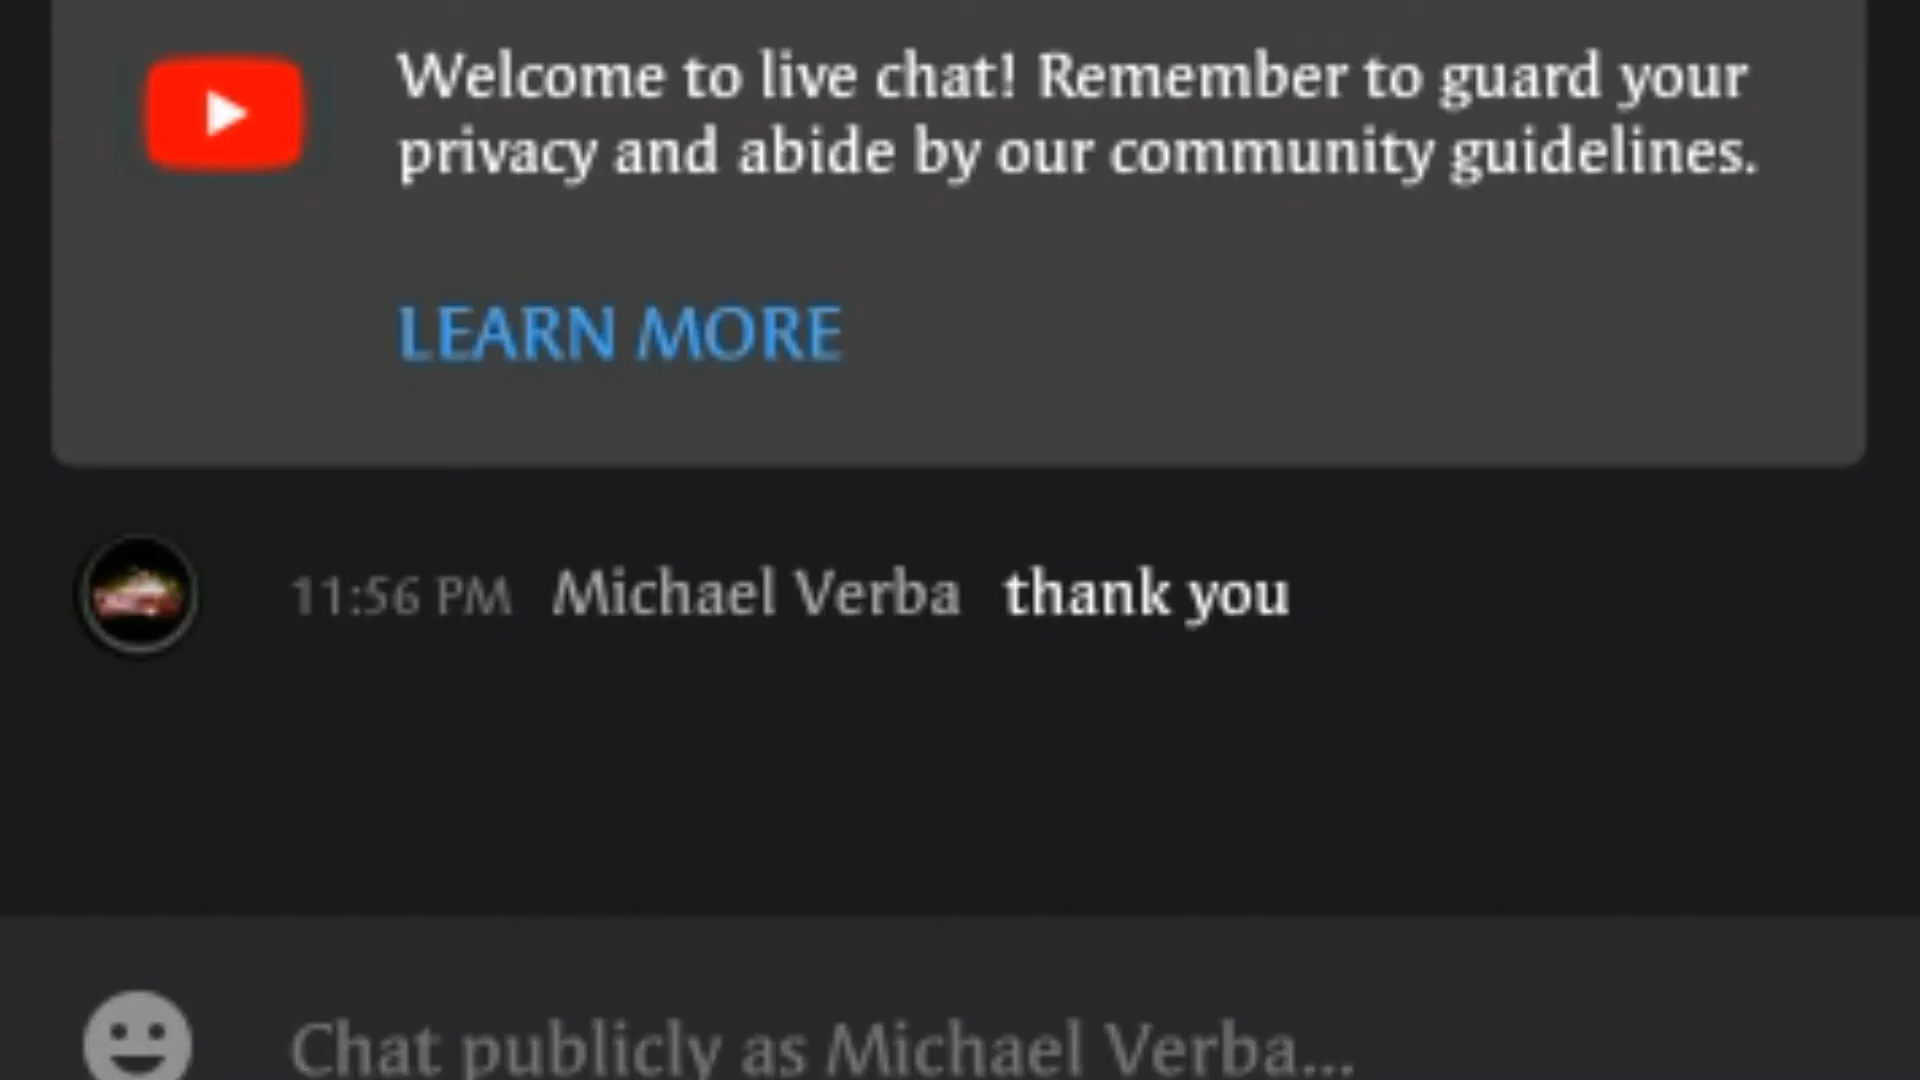 Welcome to live chat! Remember to guard your
privacy and abide by our community guidelines.
LEARN MORE
11:56 PM Michael Verba thank you
Chat publicly as Michael Verba...